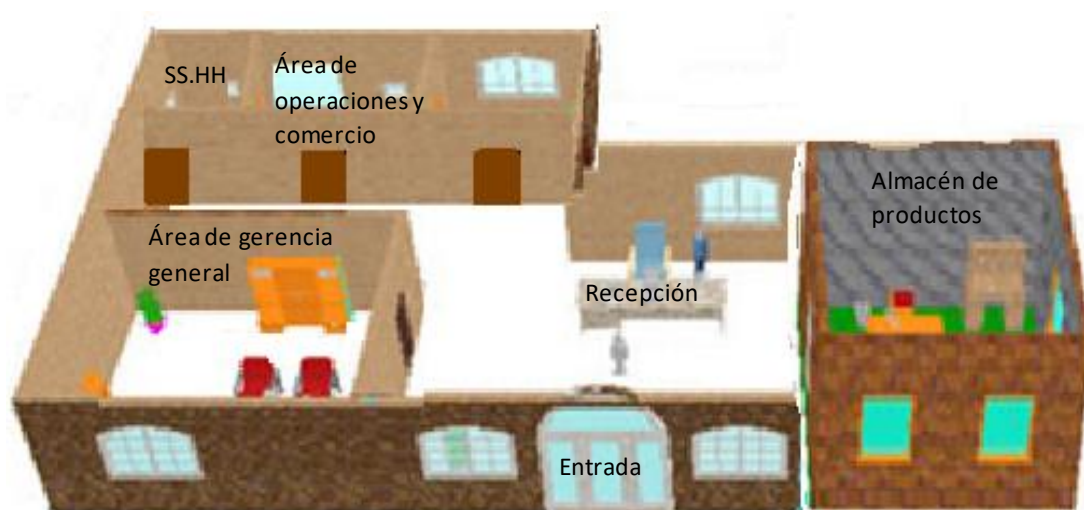 SS.HH
Área de
operaciones y
comercio
Almacén de
productos
Área de gerencia
general
Recepción
Entrada